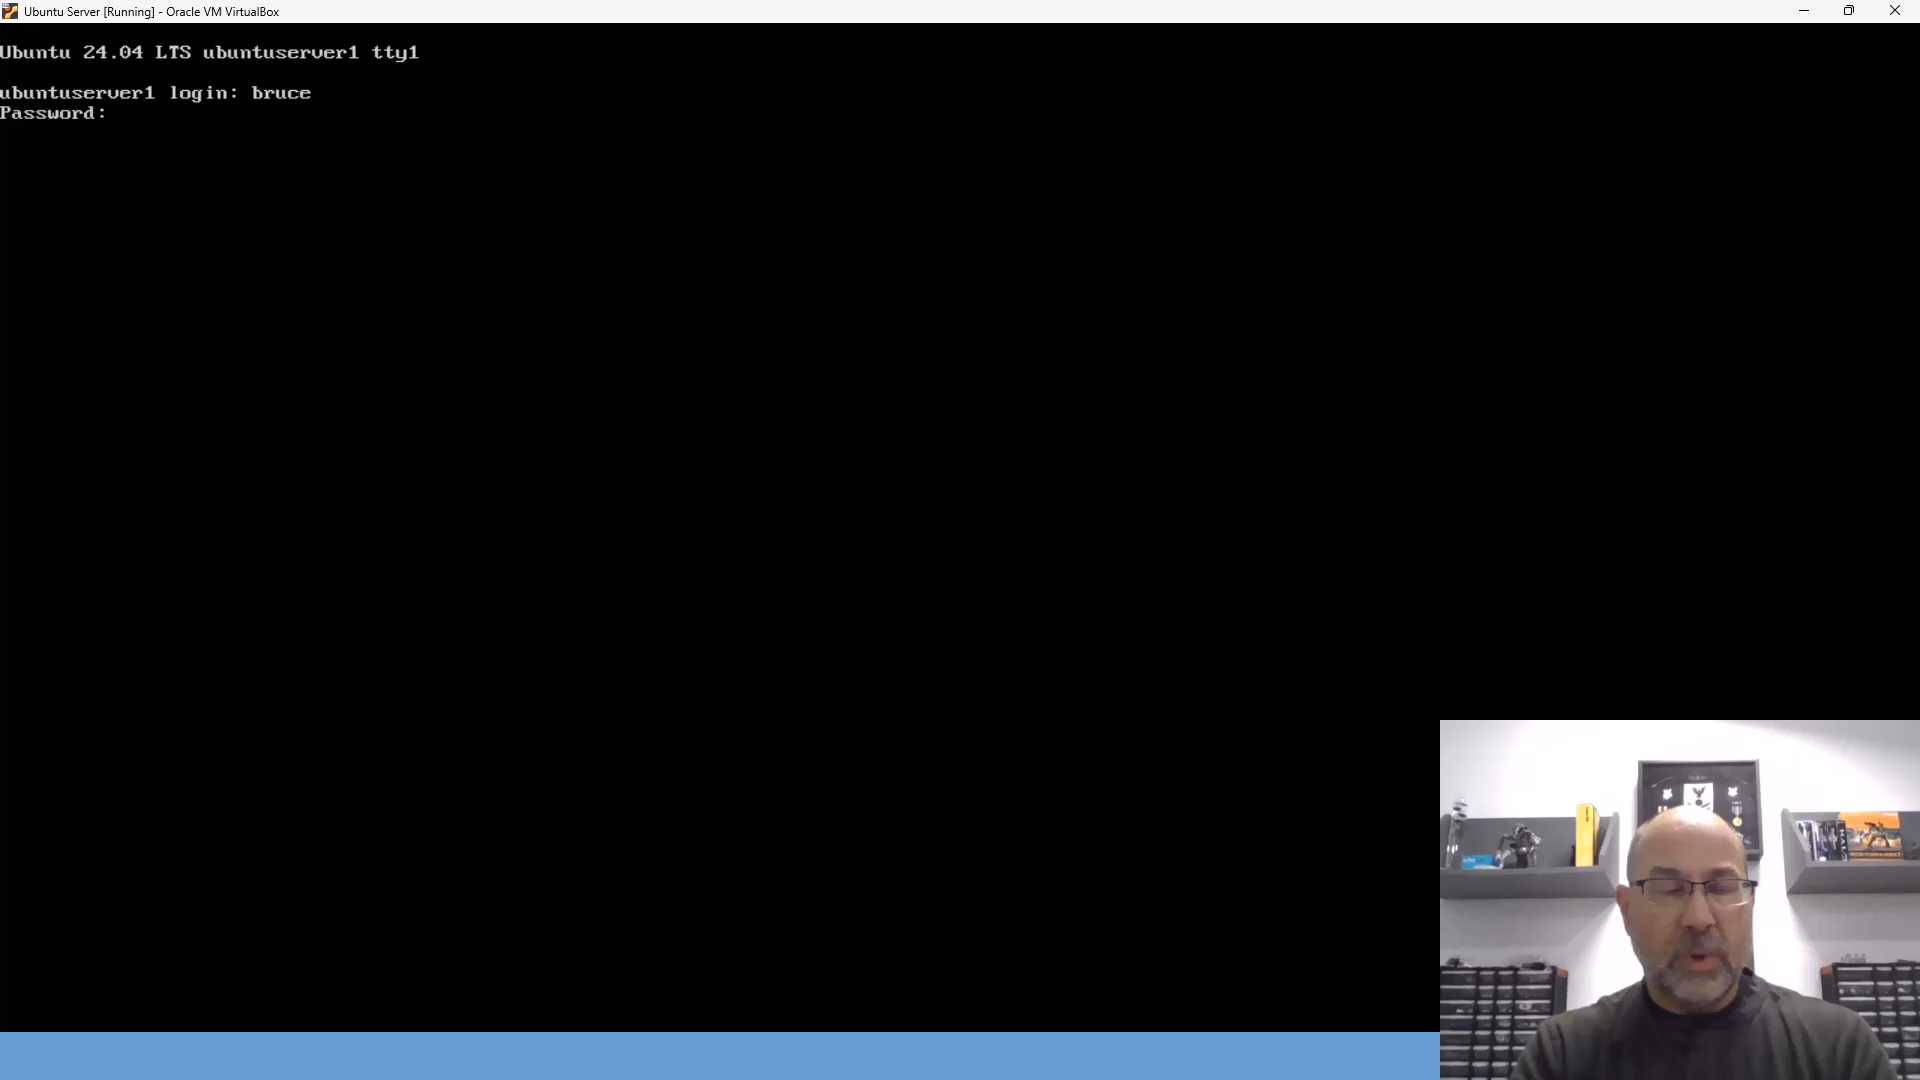 Ubuntu Server [Running] - Oracle VM VirtualBox
Ubuntu 24.04 LTS ubuntuserver1 tty1
ubuntuserver1 login: bruce
Password: